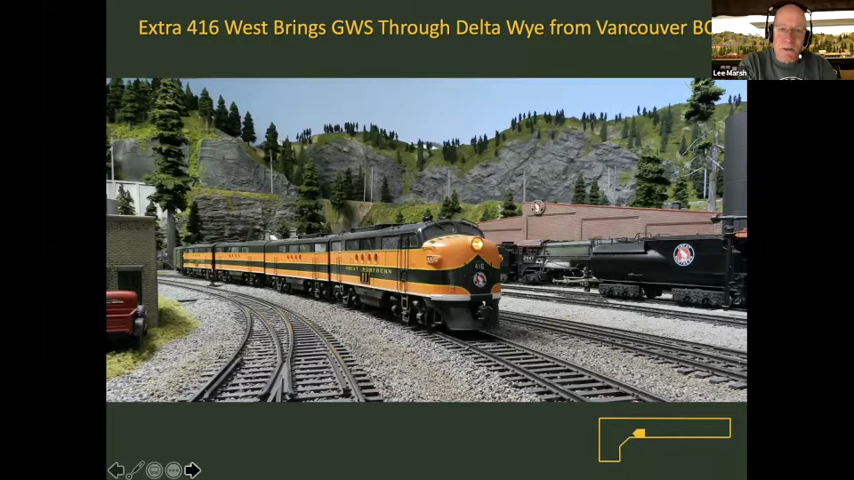 Extra 416 West Brings GWS Through Delta Wye from Vancouver BC
Lee Marsh
GREAT NORTHERN
416